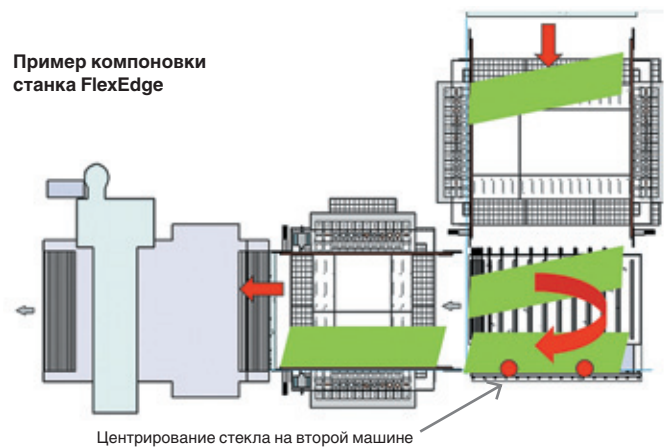 Пример компоновки
станка FlexEdge
Центрирование стекла на второй машине